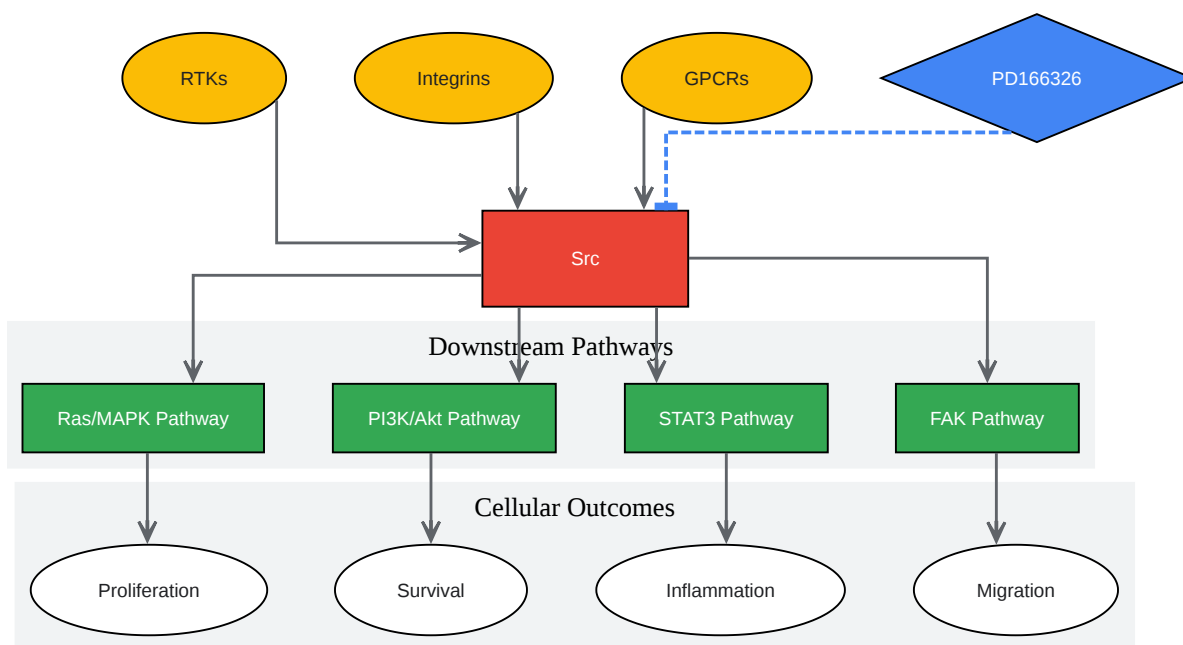 RTKs
Integrins
GPCRs
PD166326
Src
Downstream Pathways
Ras/MAPK Pathway
PI3K/Akt Pathway
STAT3 Pathway
FAK Pathway
Cellular Outcomes
Proliferation
Survival
Inflammation
Migration